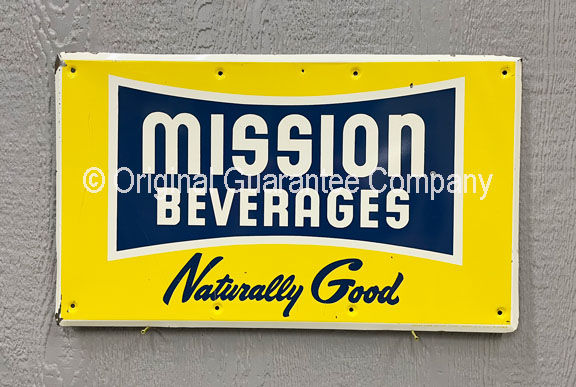 MISSION
© Original Guarantee Company
BEVERAGES
Naturally Good